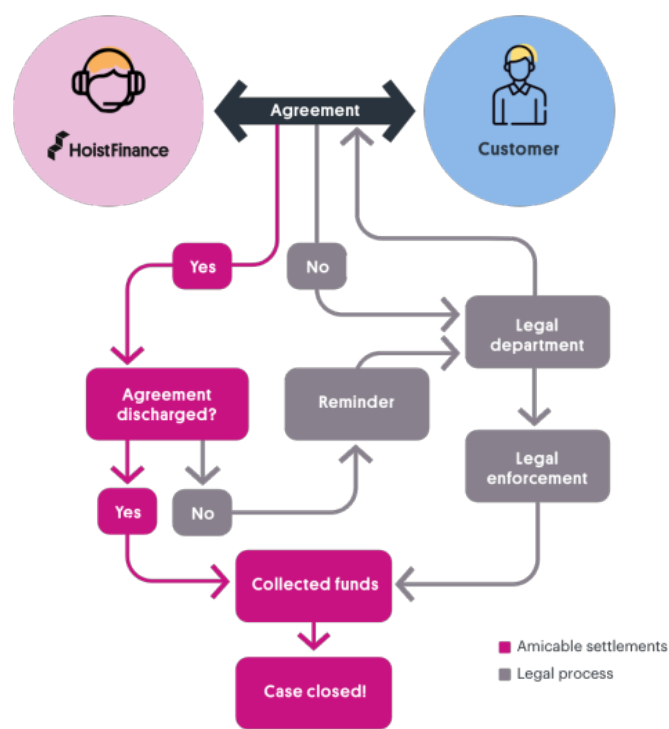 HoistFinance
Agreement
Customer
Yes
No
Legal
department
Agreement
discharged?
Reminder
Legal
enforcement
Yes
No
Collected funds
Case closed!
Amicable settlements
Legal process